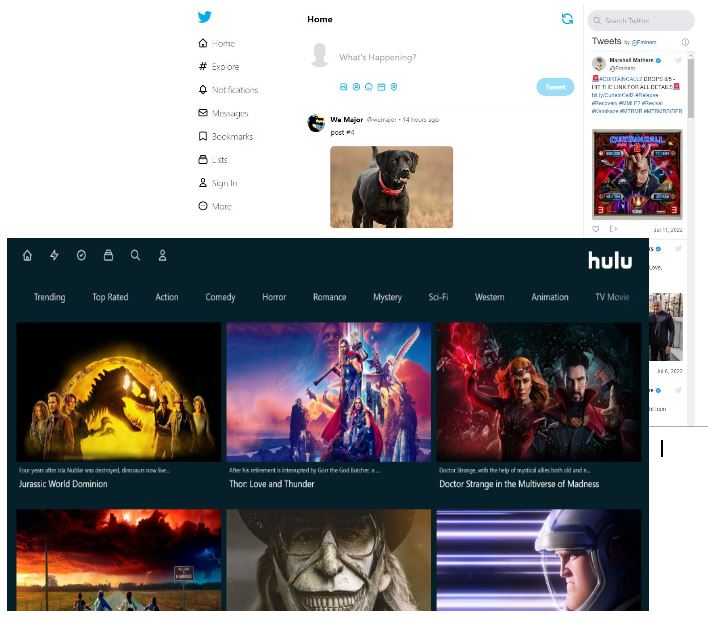 Home
Search Twitter
Home
What's Happening?
Explore
Tweets by @Eminem
Notifications
Tweet
Marshall Mathers
@Eminem
#CURTAINCALL2 DROPS 8/5 -
HIT THE LINK FOR ALL DETAILS
bit.ly/CurtainCall2 #Relapse
#Recovery #MMLP2 #Revival
#Kamikaze #MTBMB #MTBMBSIDEB
Messages
We Major @wemajor • 14 hours ago
post #4
Bookmarks
Lists
Sign In
More
CURTAIN CALL
2
Jul 11, 2022
Love,
Jul 6, 2022
hulu
Trending Top Rated Action Comedy Horror Romance Mystery Sci-Fi Western Animation TV Movie
Four years after Isla Nublar was destroyed, dinosaurs now live...
Jurassic World Dominion
After his retirement is interrupted by Gorr the God Butcher, a ...
Thor: Love and Thunder
Doctor Strange, with the help of mystical allies both old and n...
Doctor Strange in the Multiverse of Madness
HAWKINS